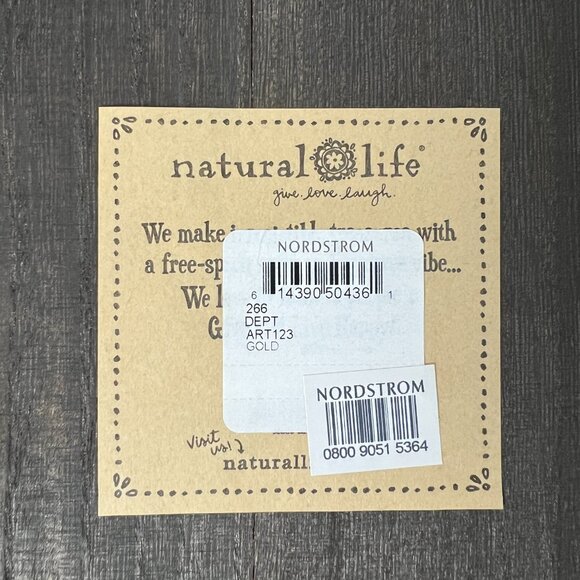 natural life®
give. love. laugh.
We make with
a free-sp
We l
NORDSTROM
6 14390 50436 1
266
DEPT
ART123
GOLD
NORDSTROM
0800 9051 5364
visit us!
naturall